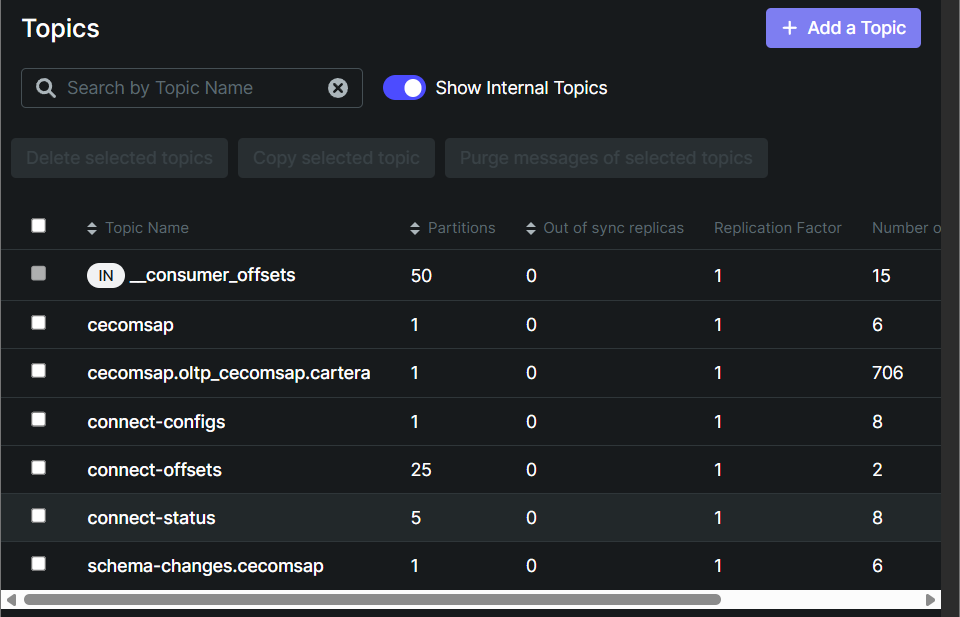 Topics
+ Add a Topic
Search by Topic Name
Show Internal Topics
Delete selected topics Copy selected topic Purge messages of selected topics
Topic Name Partitions Out of sync replicas Replication Factor Number o
IN __consumer_offsets 50 0 1 15
cecomsap 1 0 1 6
cecomsap.oltp_cecomsap.cartera 1 0 1 706
connect-configs 1 0 1 8
connect-offsets 25 0 1 2
connect-status 5 0 1 8
schema-changes.cecomsap 1 0 1 6